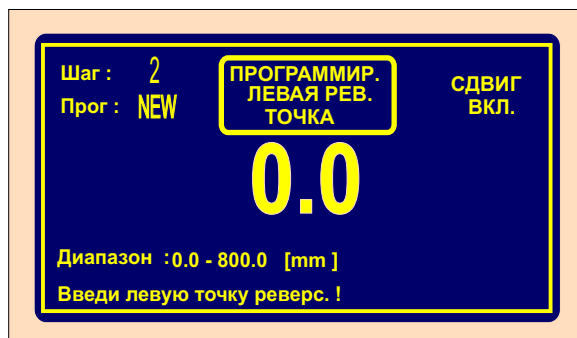 Шаг : 2
Прог : NEW
ПРОГРАММИР.
ЛЕВАЯ РЕВ.
ТОЧКА
СДВИГ
ВКЛ.
0.0
Диапазон : 0.0 - 800.0 [mm ]
Введи левую точку реверс. !